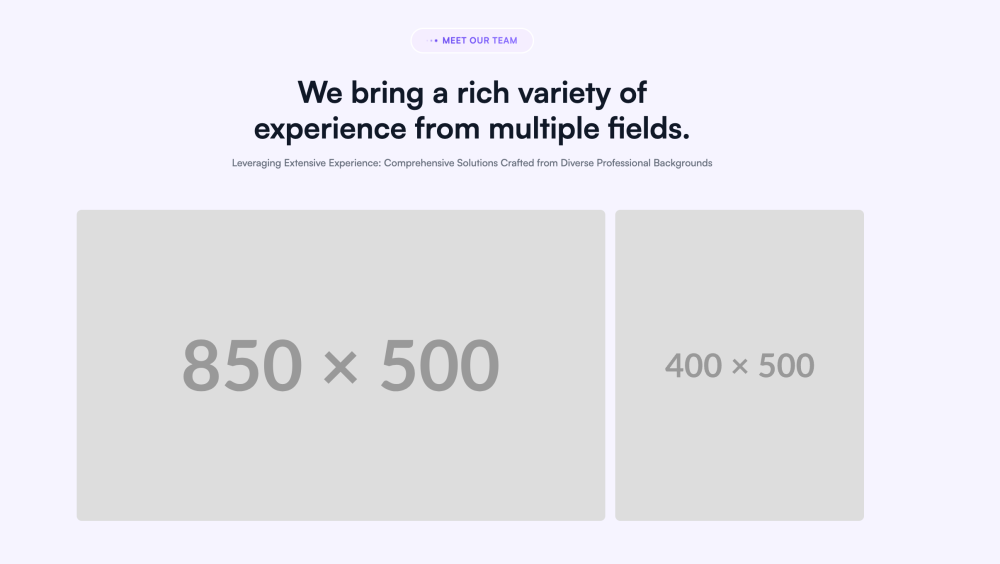 MEET OUR TEAM
We bring a rich variety of
experience from multiple fields.
Leveraging Extensive Experience: Comprehensive Solutions Crafted from Diverse Professional Backgrounds
850 × 500
400 × 500